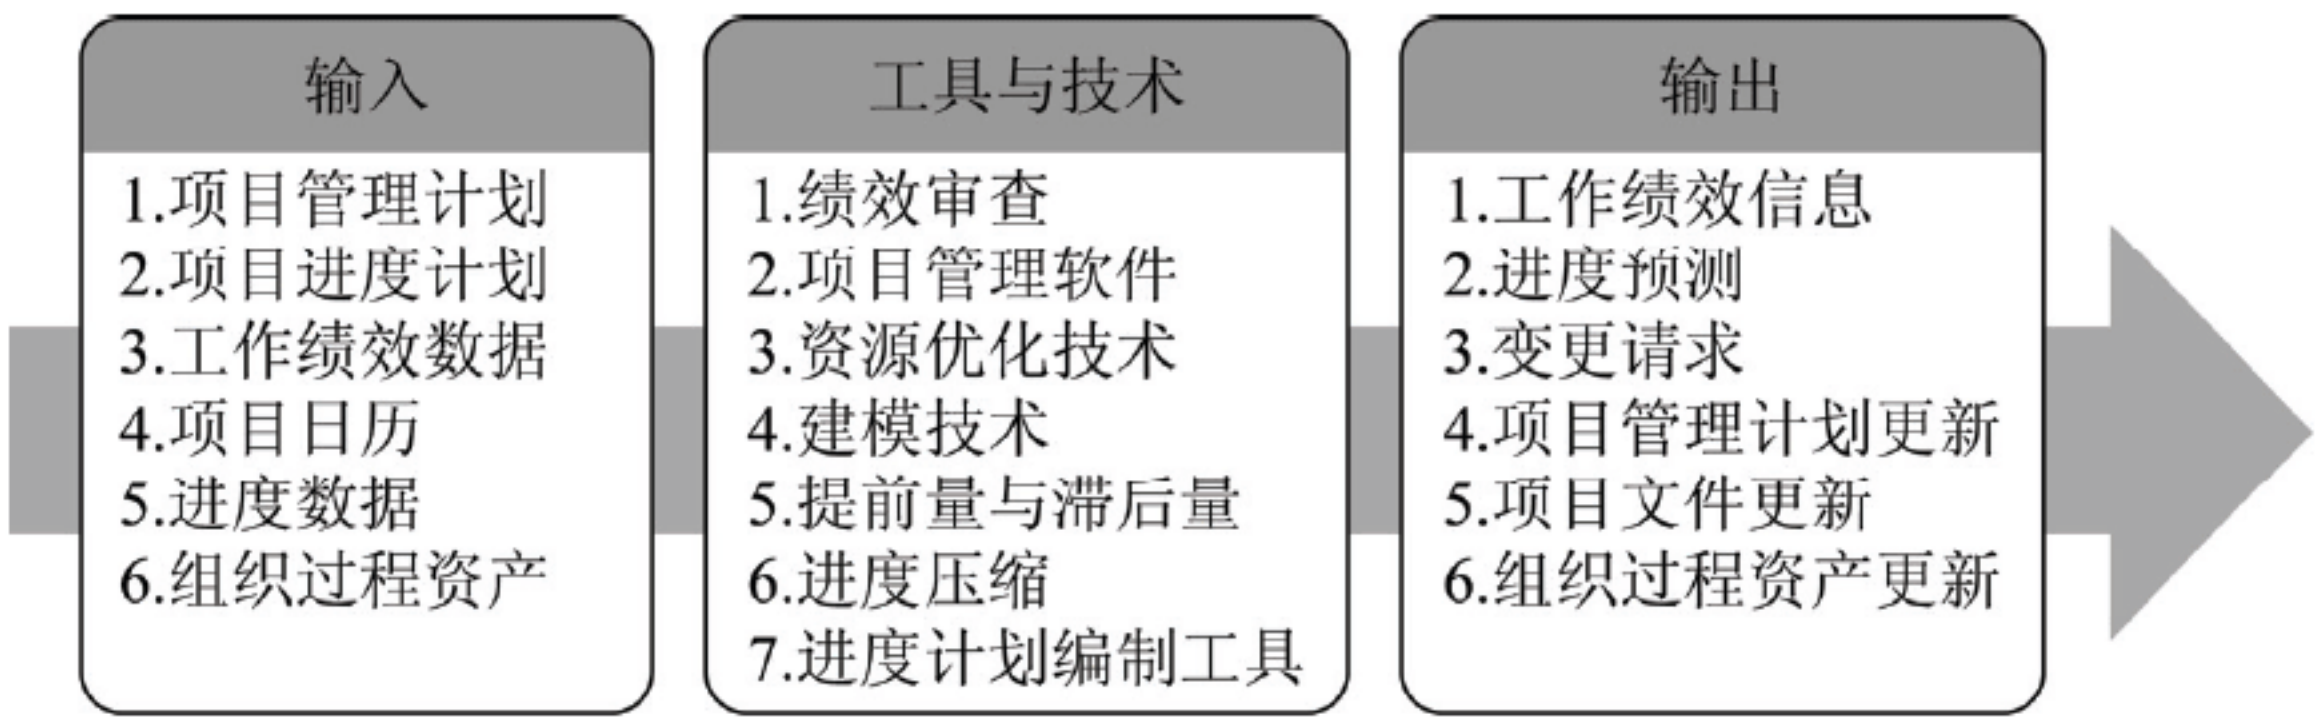 输入
1.项目管理计划
2.项目进度计划
3.工作绩效数据
4.项目日历
5.进度数据
6.组织过程资产
工具与技术
1.绩效审查
2.项目管理软件
3.资源优化技术
4.建模技术
5.提前量与滞后量
6.进度压缩
7.进度计划编制工具
输出
1.工作绩效信息
2.进度预测
3.变更请求
4.项目管理计划更新
5.项目文件更新
6.组织过程资产更新